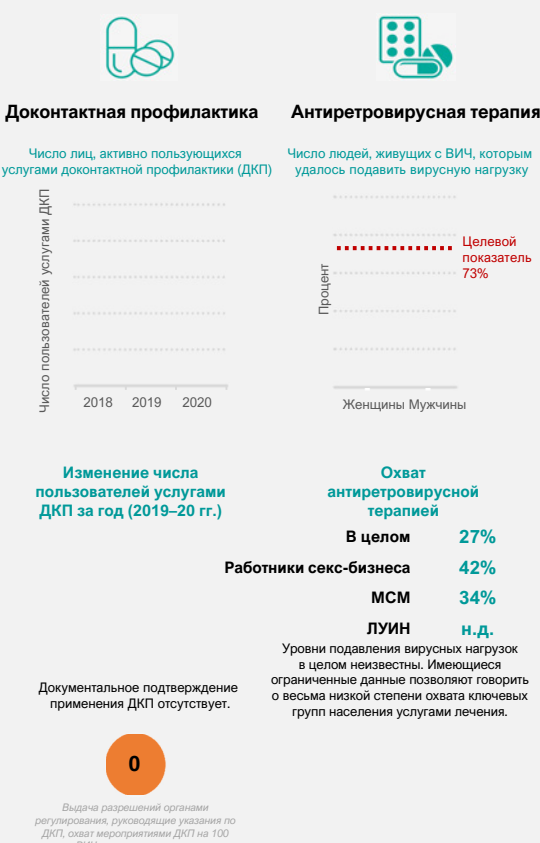 Доконтактная профилактика
Число лиц, активно пользующихся
услугами доконтактной профилактики (ДКП)
Число пользователей услугами ДКП
2018 2019 2020
Изменение числа
пользователей услугами
ДКП за год (2019–20 гг.)
Документальное подтверждение
применения ДКП отсутствует.
0
Выдача разрешений органами
регулирования, руководящие указания по
ДКП, охват мероприятиями ДКП на 100
Антиретровирусная терапия
Число людей, живущих с ВИЧ, которым
удалось подавить вирусную нагрузку
Процент
Целевой
показатель
73%
Женщины Мужчины
Охват
антиретровирусной
терапией
В целом 27%
Работники секс-бизнеса 42%
МСМ 34%
ЛУИН н.д.
Уровни подавления вирусных нагрузок
в целом неизвестны. Имеющиеся
ограниченные данные позволяют говорить
о весьма низкой степени охвата ключевых
групп населения услугами лечения.